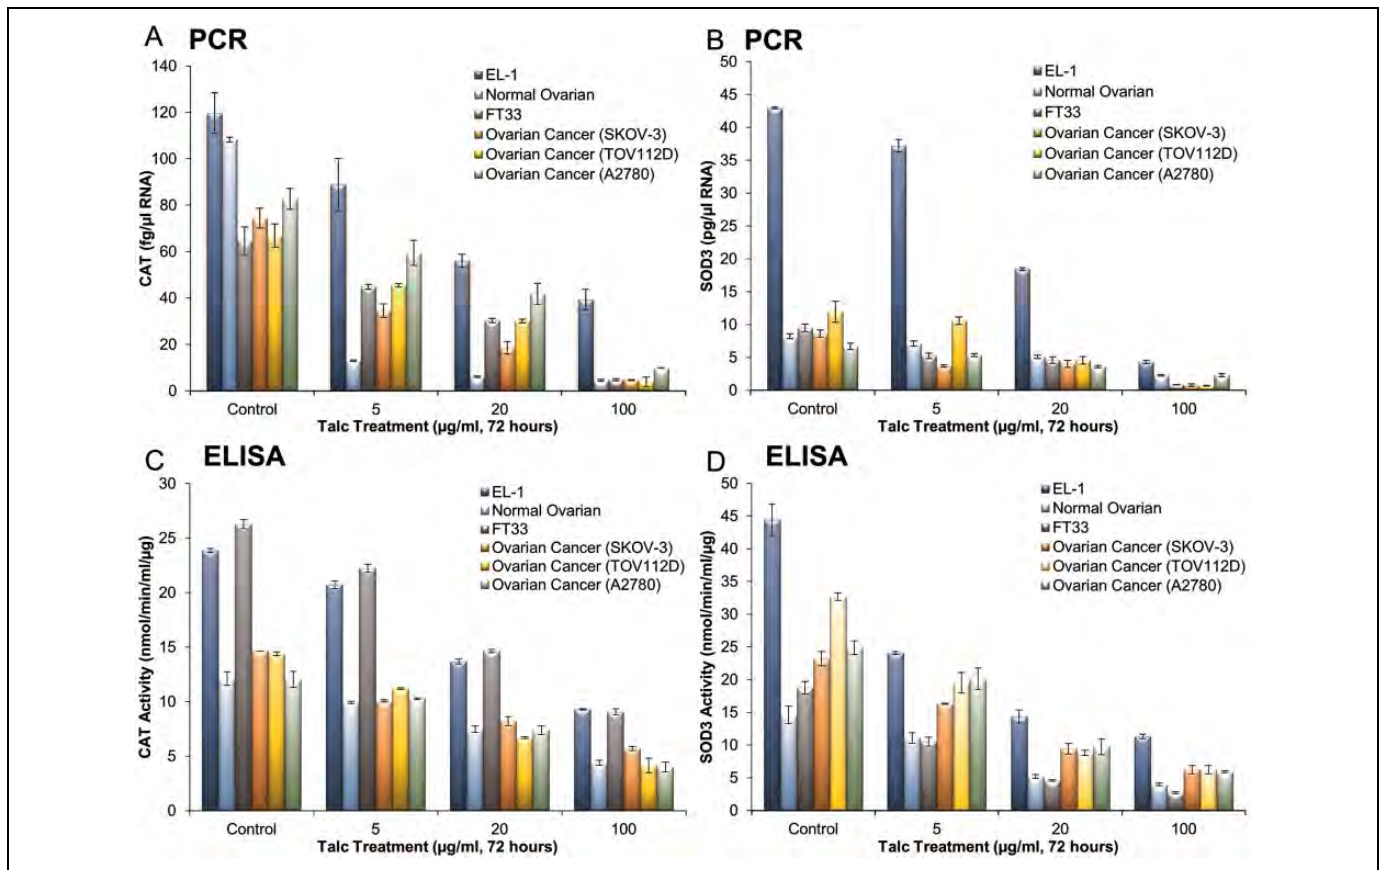 A PCR
CAT (fg/µl RNA)
140
120
100
80
60
40
20
0
EL-1
Normal Ovarian
FT33
Ovarian Cancer (SKOV-3)
Ovarian Cancer (TOV112D)
Ovarian Cancer (A2780)
Control 5 20 100
Talc Treatment (µg/ml, 72 hours)
B PCR
SOD3 (pg/µl RNA)
50
45
40
35
30
25
20
15
10
5
0
EL-1
Normal Ovarian
FT33
Ovarian Cancer (SKOV-3)
Ovarian Cancer (TOV112D)
Ovarian Cancer (A2780)
Control 5 20 100
Talc Treatment (µg/ml, 72 hours)
C ELISA
CAT Activity (nmol/min/ml/µg)
30
25
20
15
10
5
0
EL-1
Normal Ovarian
FT33
Ovarian Cancer (SKOV-3)
Ovarian Cancer (TOV112D)
Ovarian Cancer (A2780)
Control 5 20 100
Talc Treatment (µg/ml, 72 hours)
D ELISA
SOD3 Activity (nmol/min/ml/µg)
50
45
40
35
30
25
20
15
10
5
0
EL-1
Normal Ovarian
FT33
Ovarian Cancer (SKOV-3)
Ovarian Cancer (TOV112D)
Ovarian Cancer (A2780)
Control 5 20 100
Talc Treatment (µg/ml, 72 hours)